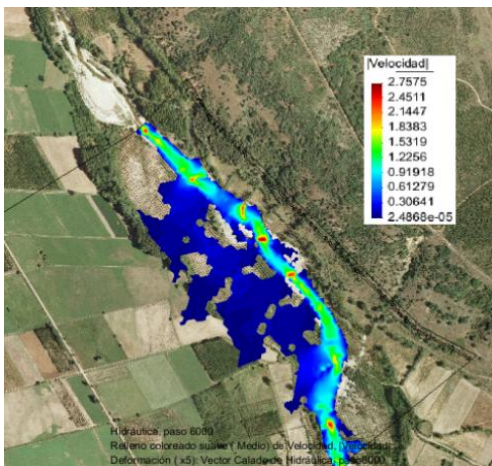 |Velocidad|
2.7575
2.4511
2.1447
1.8383
1.5319
1.2256
0.91918
0.61279
0.30641
2.4868e-05
Hidráulica, paso 6000
Relleno coloreado suave ( Medio) de Velocidad, |Velocidad|.
Deformación ( x5): Vector Calado de Hidráulica, paso 6000